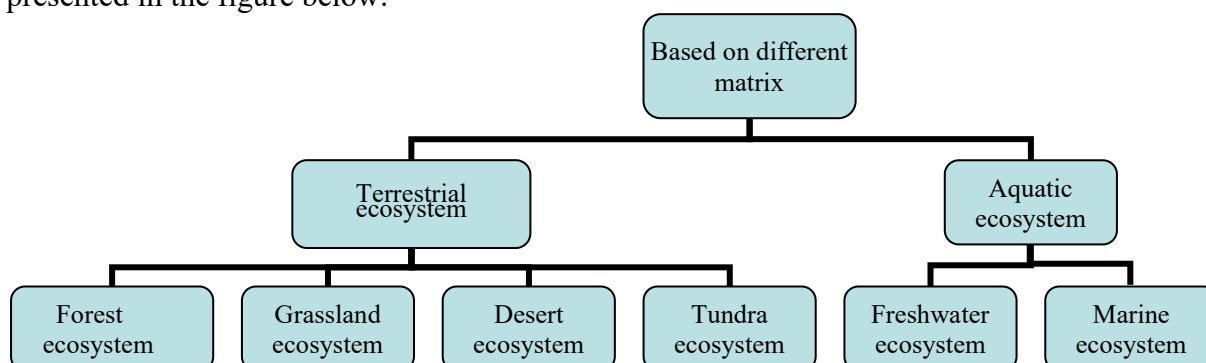 presented in the figure below.
Based on different
matrix
Terrestrial
ecosystem
Aquatic
ecosystem
Forest
ecosystem
Grassland
ecosystem
Desert
ecosystem
Tundra
ecosystem
Freshwater
ecosystem
Marine
ecosystem